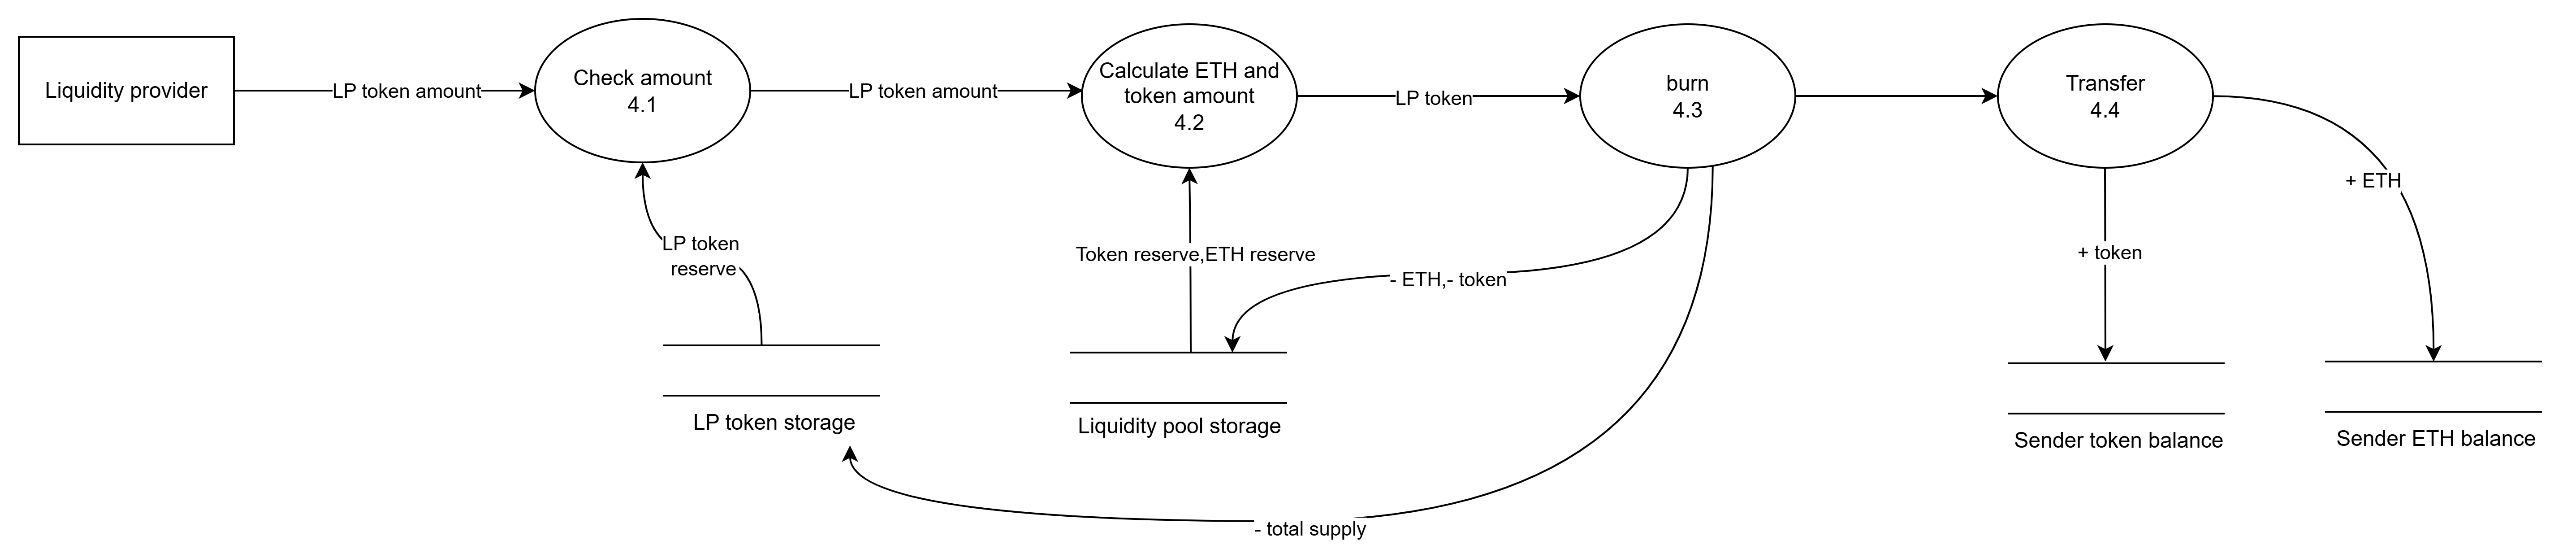 Liquidity provider
LP token amount
Check amount
4.1
LP token amount
Calculate ETH and
token amount
4.2
LP token
burn
4.3
Transfer
4.4
+ ETH
LP token
reserve
Token reserve,ETH reserve
- ETH,- token
+ token
LP token storage
Liquidity pool storage
Sender token balance
Sender ETH balance
- total supply